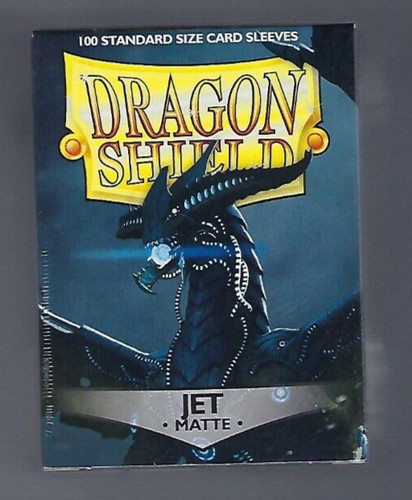 100 STANDARD SIZE CARD SLEEVES
DRAGON
SHIELD
JET
• MATTE •